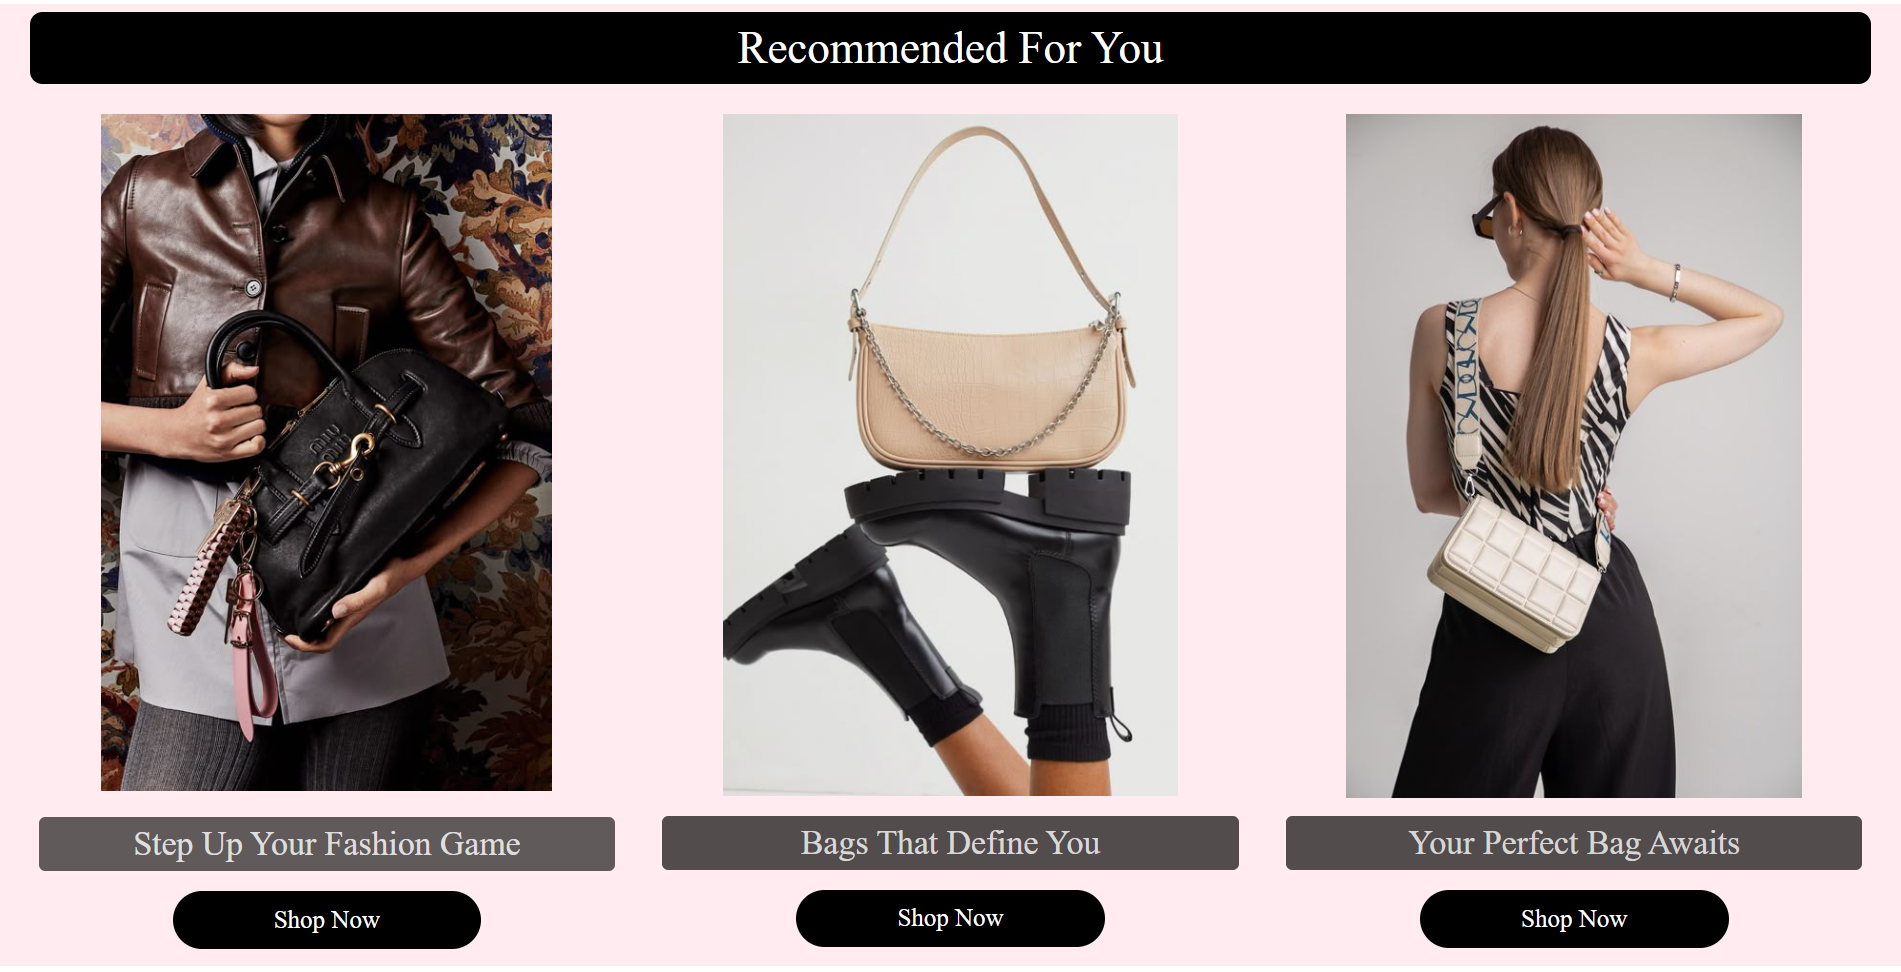 Recommended For You
MIU
MIU
Step Up Your Fashion Game
Bags That Define You
Your Perfect Bag Awaits
Shop Now
Shop Now
Shop Now